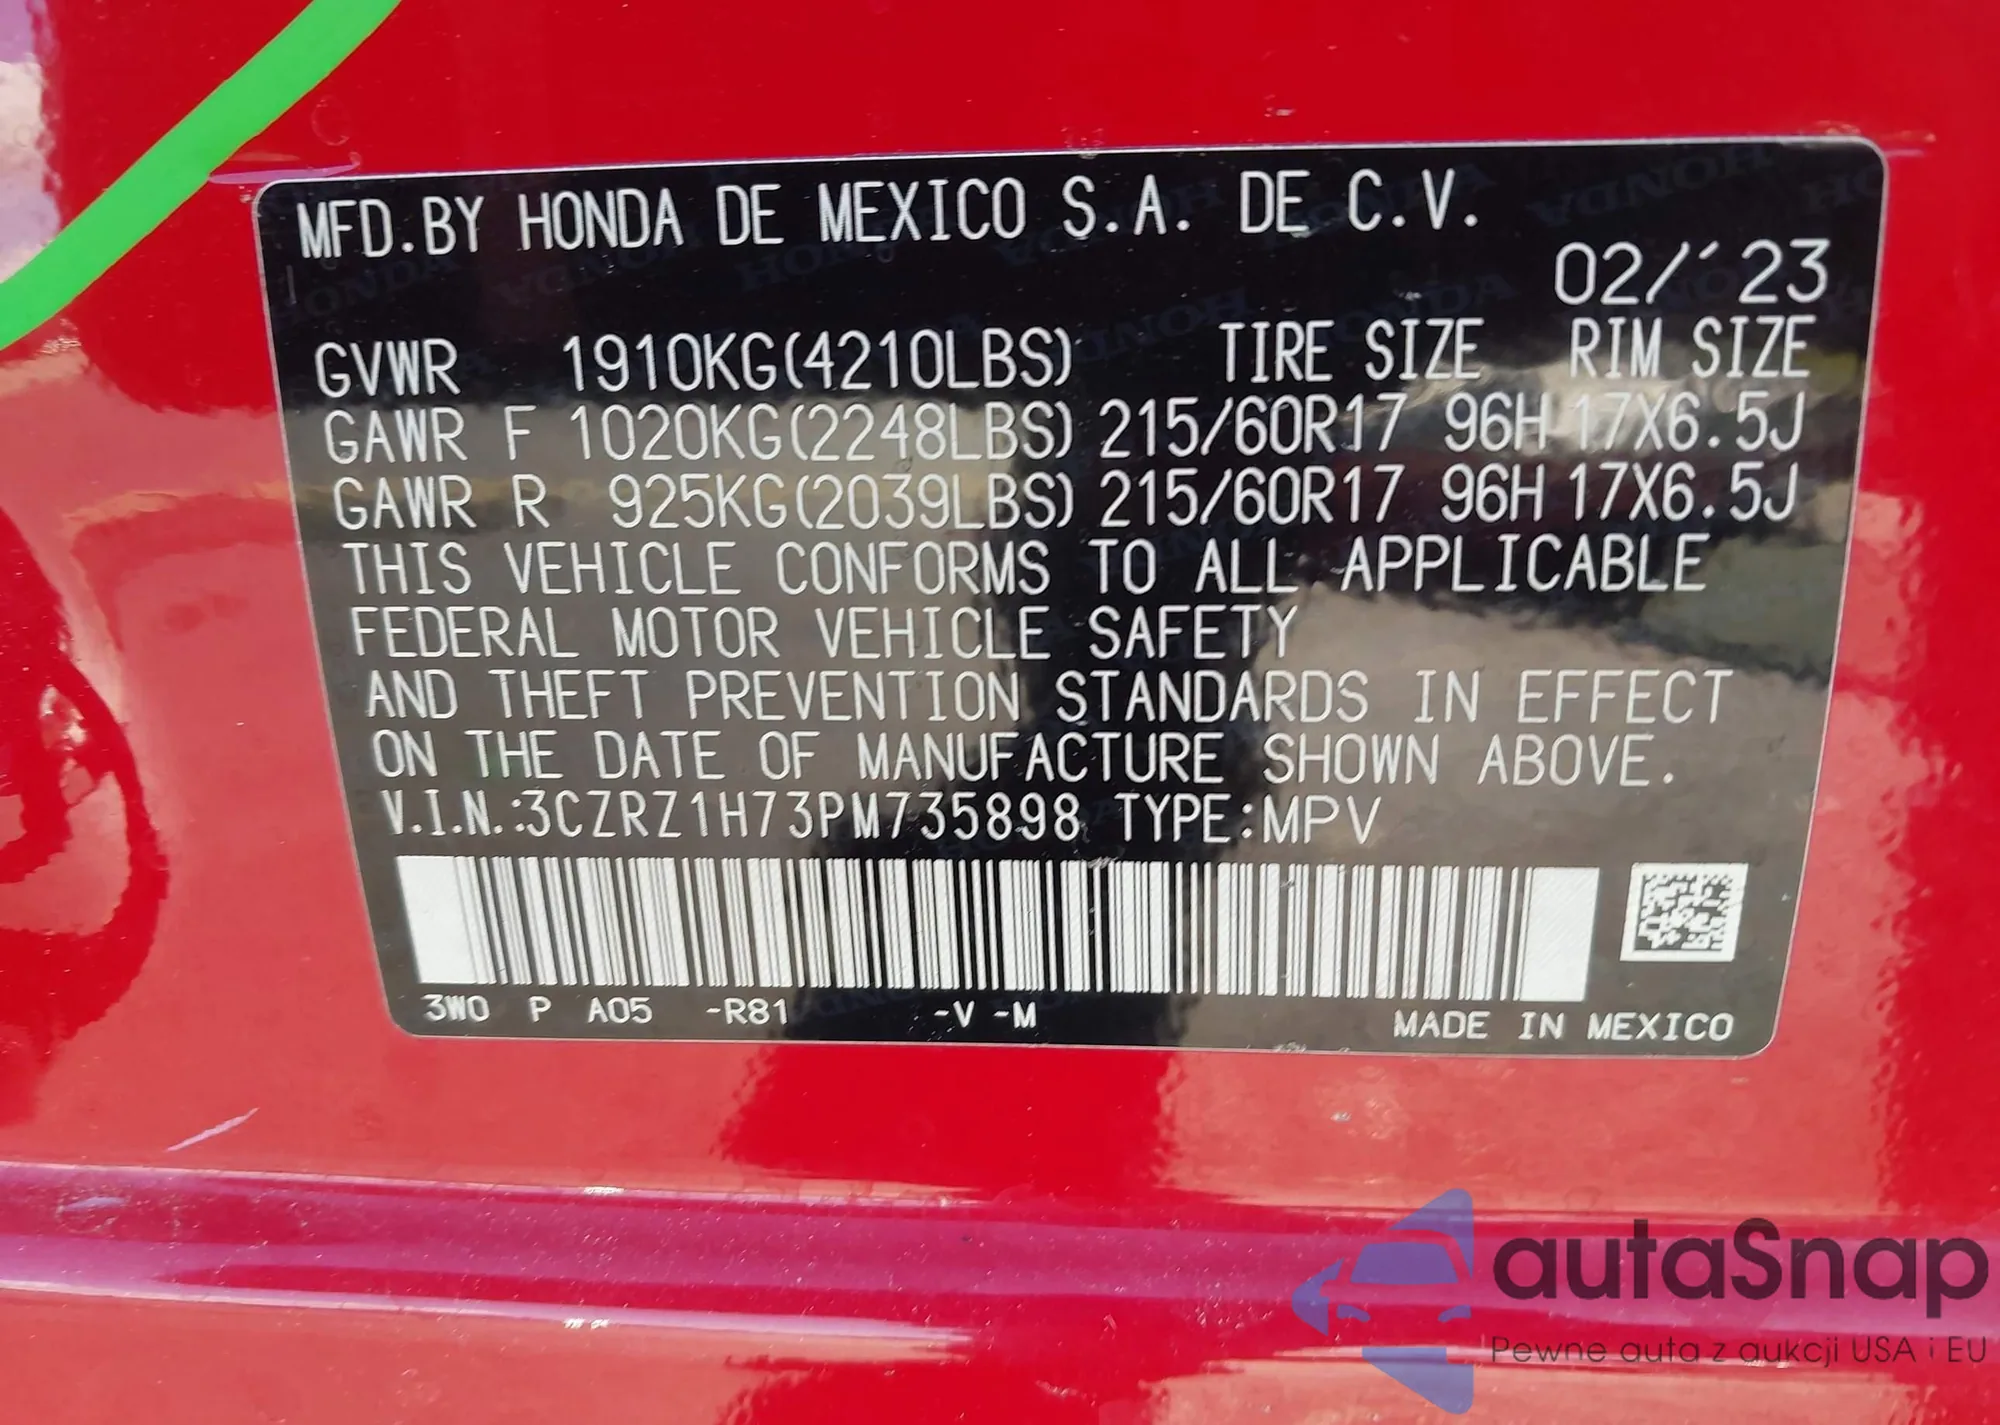 MFD.BY HONDA DE MEXICO S.A. DE C.V.
02/´23
GVWR 1910KG(4210LBS) TIRE SIZE RIM SIZE
GAWR F 1020KG(2248LBS) 215/60R17 96H 17X6.5J
GAWR R 925KG(2039LBS) 215/60R17 96H 17X6.5J
THIS VEHICLE CONFORMS TO ALL APPLICABLE
FEDERAL MOTOR VEHICLE SAFETY
AND THEFT PREVENTION STANDARDS IN EFFECT
ON THE DATE OF MANUFACTURE SHOWN ABOVE.
V.I.N.:3CZRZ1H73PM735898 TYPE:MPV
3W0 P A05 -R81 -V -M
MADE IN MEXICO
autaSnap
Pewne auta z aukcji USA i EU